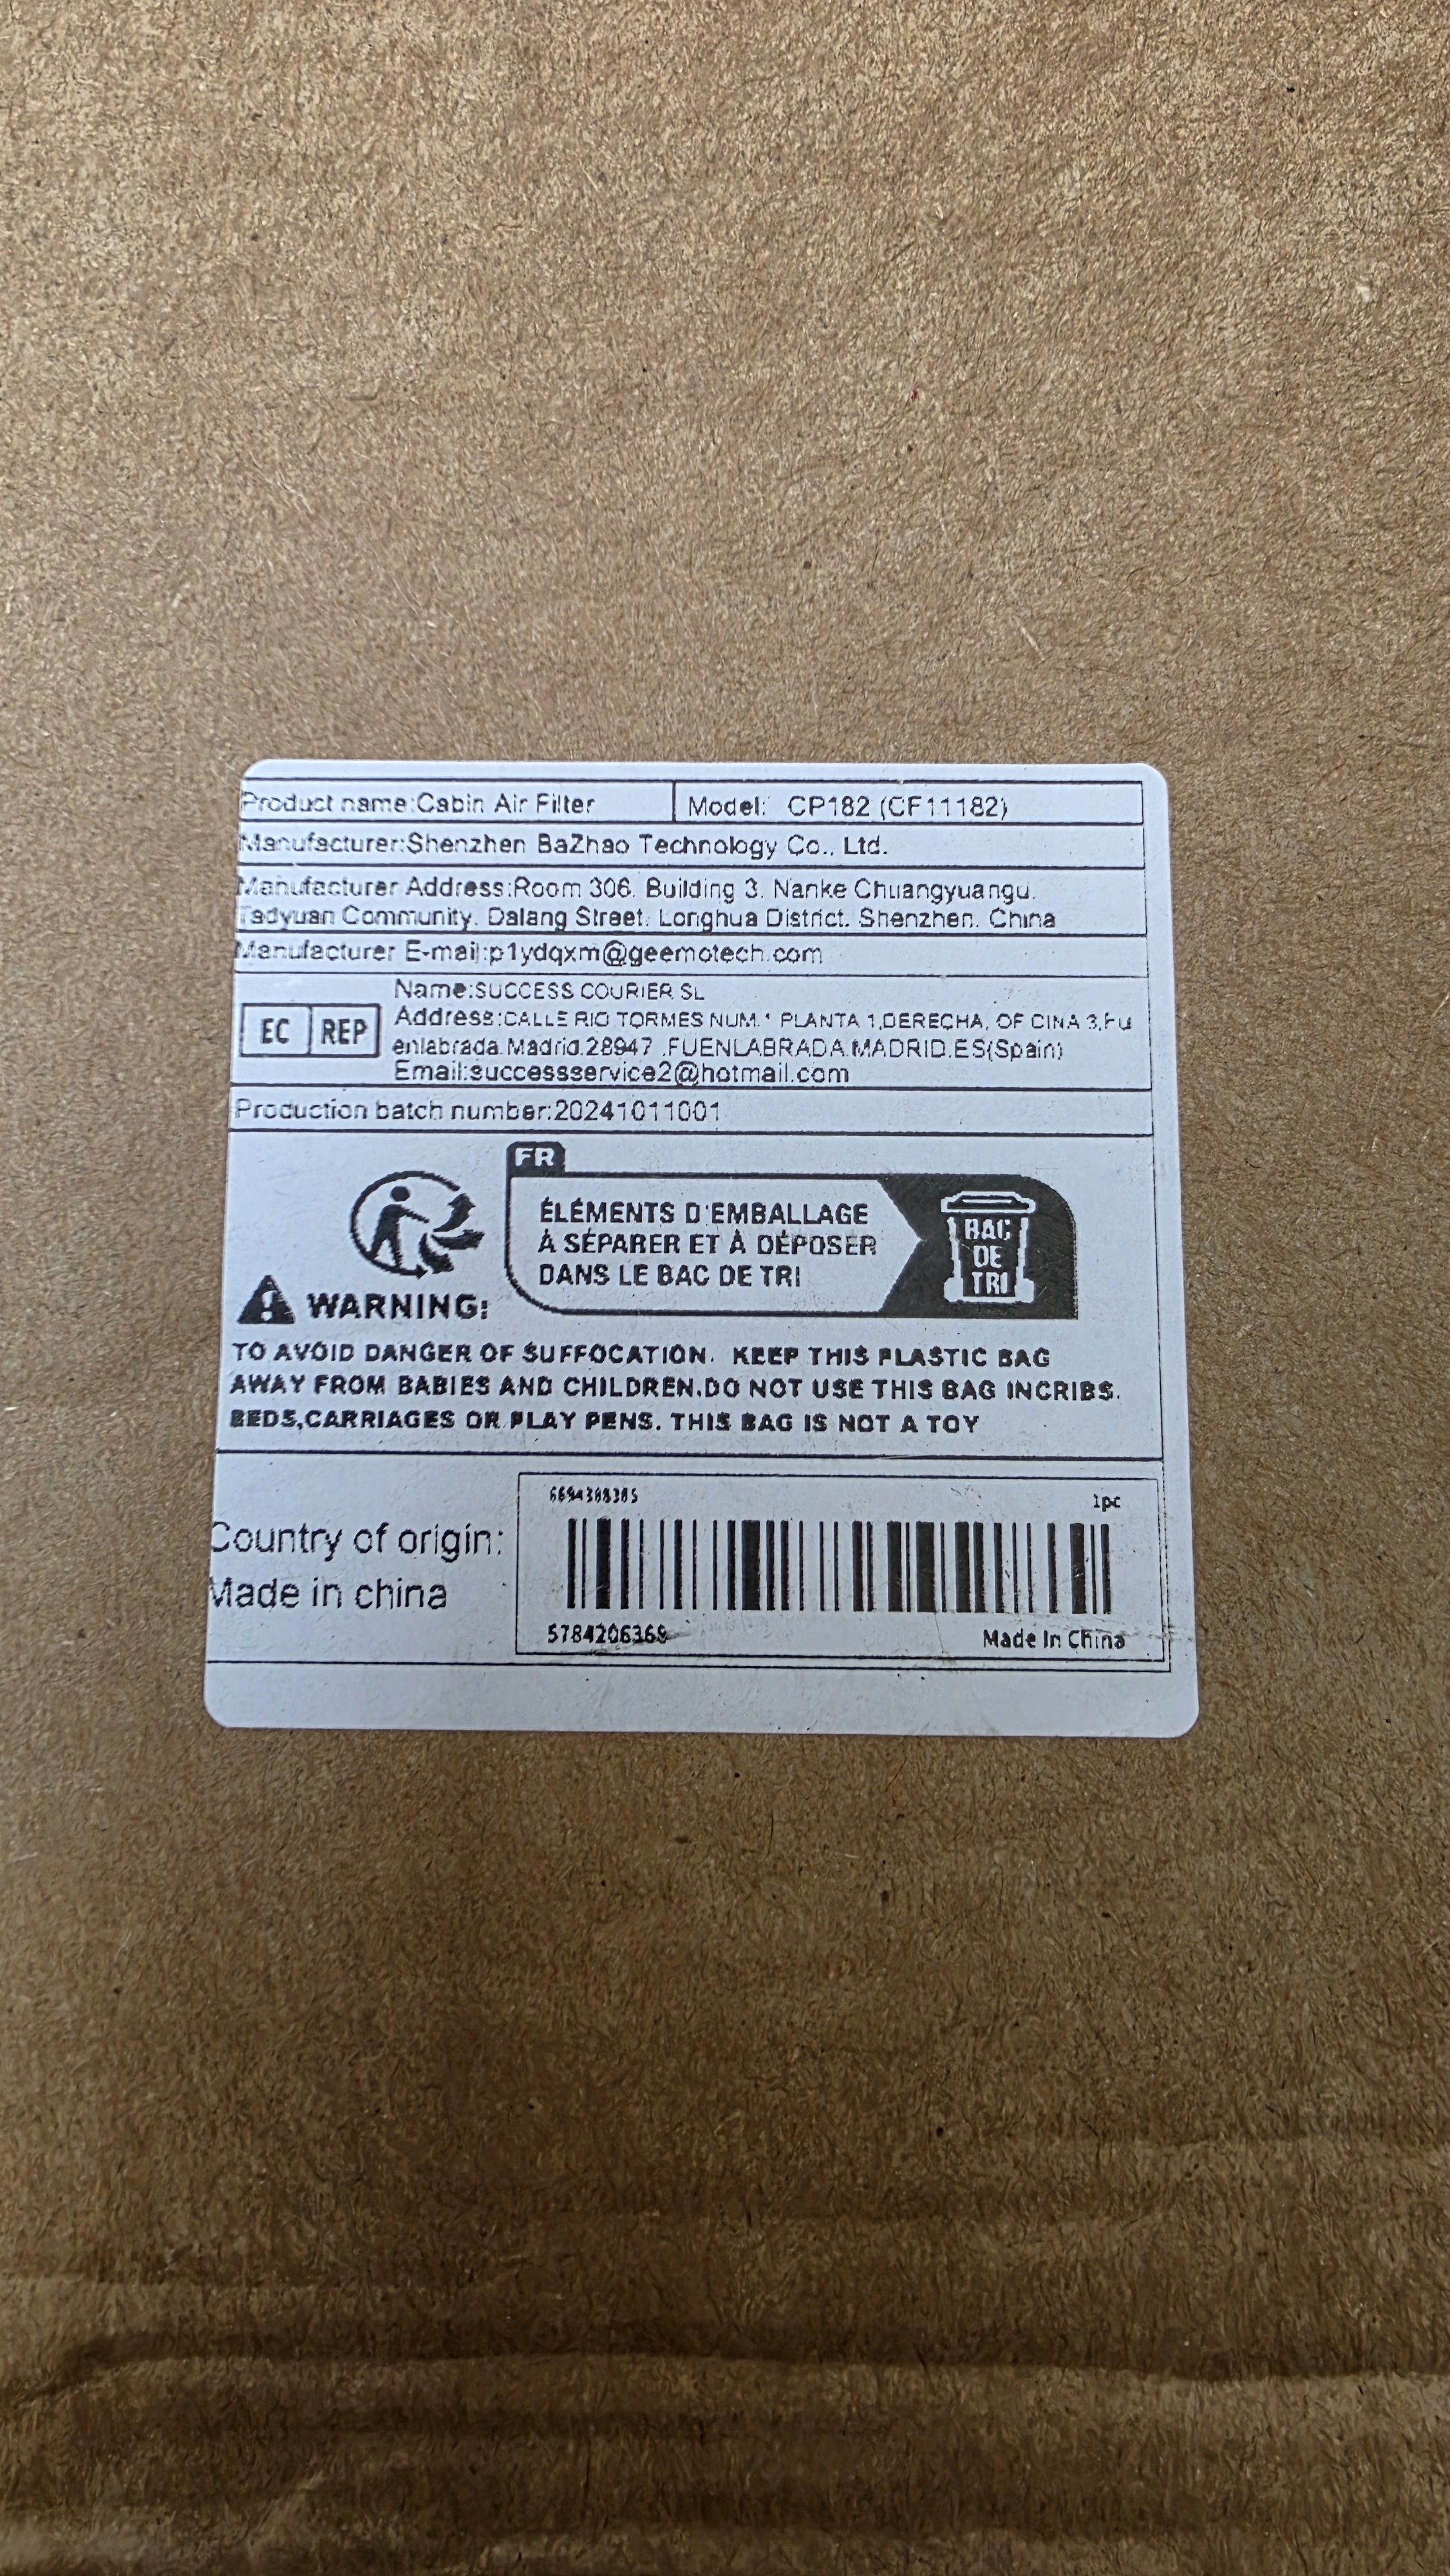 Product name:Cabin Air Filter Model: CP182 (CF11182)
Manufacturer:Shenzhen BaZhao Technology Co., Ltd.
Manufacturer Address:Room 306. Building 3. Nanke Chuangyuangu.
Community. Dalang Street. Longhua District. Shenzhen. China
Manufacturer E-mail:p1ydqxm@geemotech.com
Name:SUCCESS COURIER SL
EC REP
Address:CALLE RIO TORMES NUM. PLANTA 1,DERECHA, OF CINA 3,Fu
enlabrada.Madrid.28947 .FUENLABRADA.MADRID.ES(Spain)
Email:successservice2@hotmail.com
Production batch number:20241011001
FR
ÉLÉMENTS D'EMBALLAGE
À SÉPARER ET À DÉPOSER
DANS LE BAC DE TRI
BAC
DE
TRI
WARNING:
TO AVOID DANGER OF SUFFOCATION. KEEP THIS PLASTIC BAG
AWAY FROM BABIES AND CHILDREN.DO NOT USE THIS BAG INCRIBS.
BEDS,CARRIAGES OR PLAY PENS. THIS BAG IS NOT A TOY
Country of origin:
Made in china
1pc
5784206369
Made In China